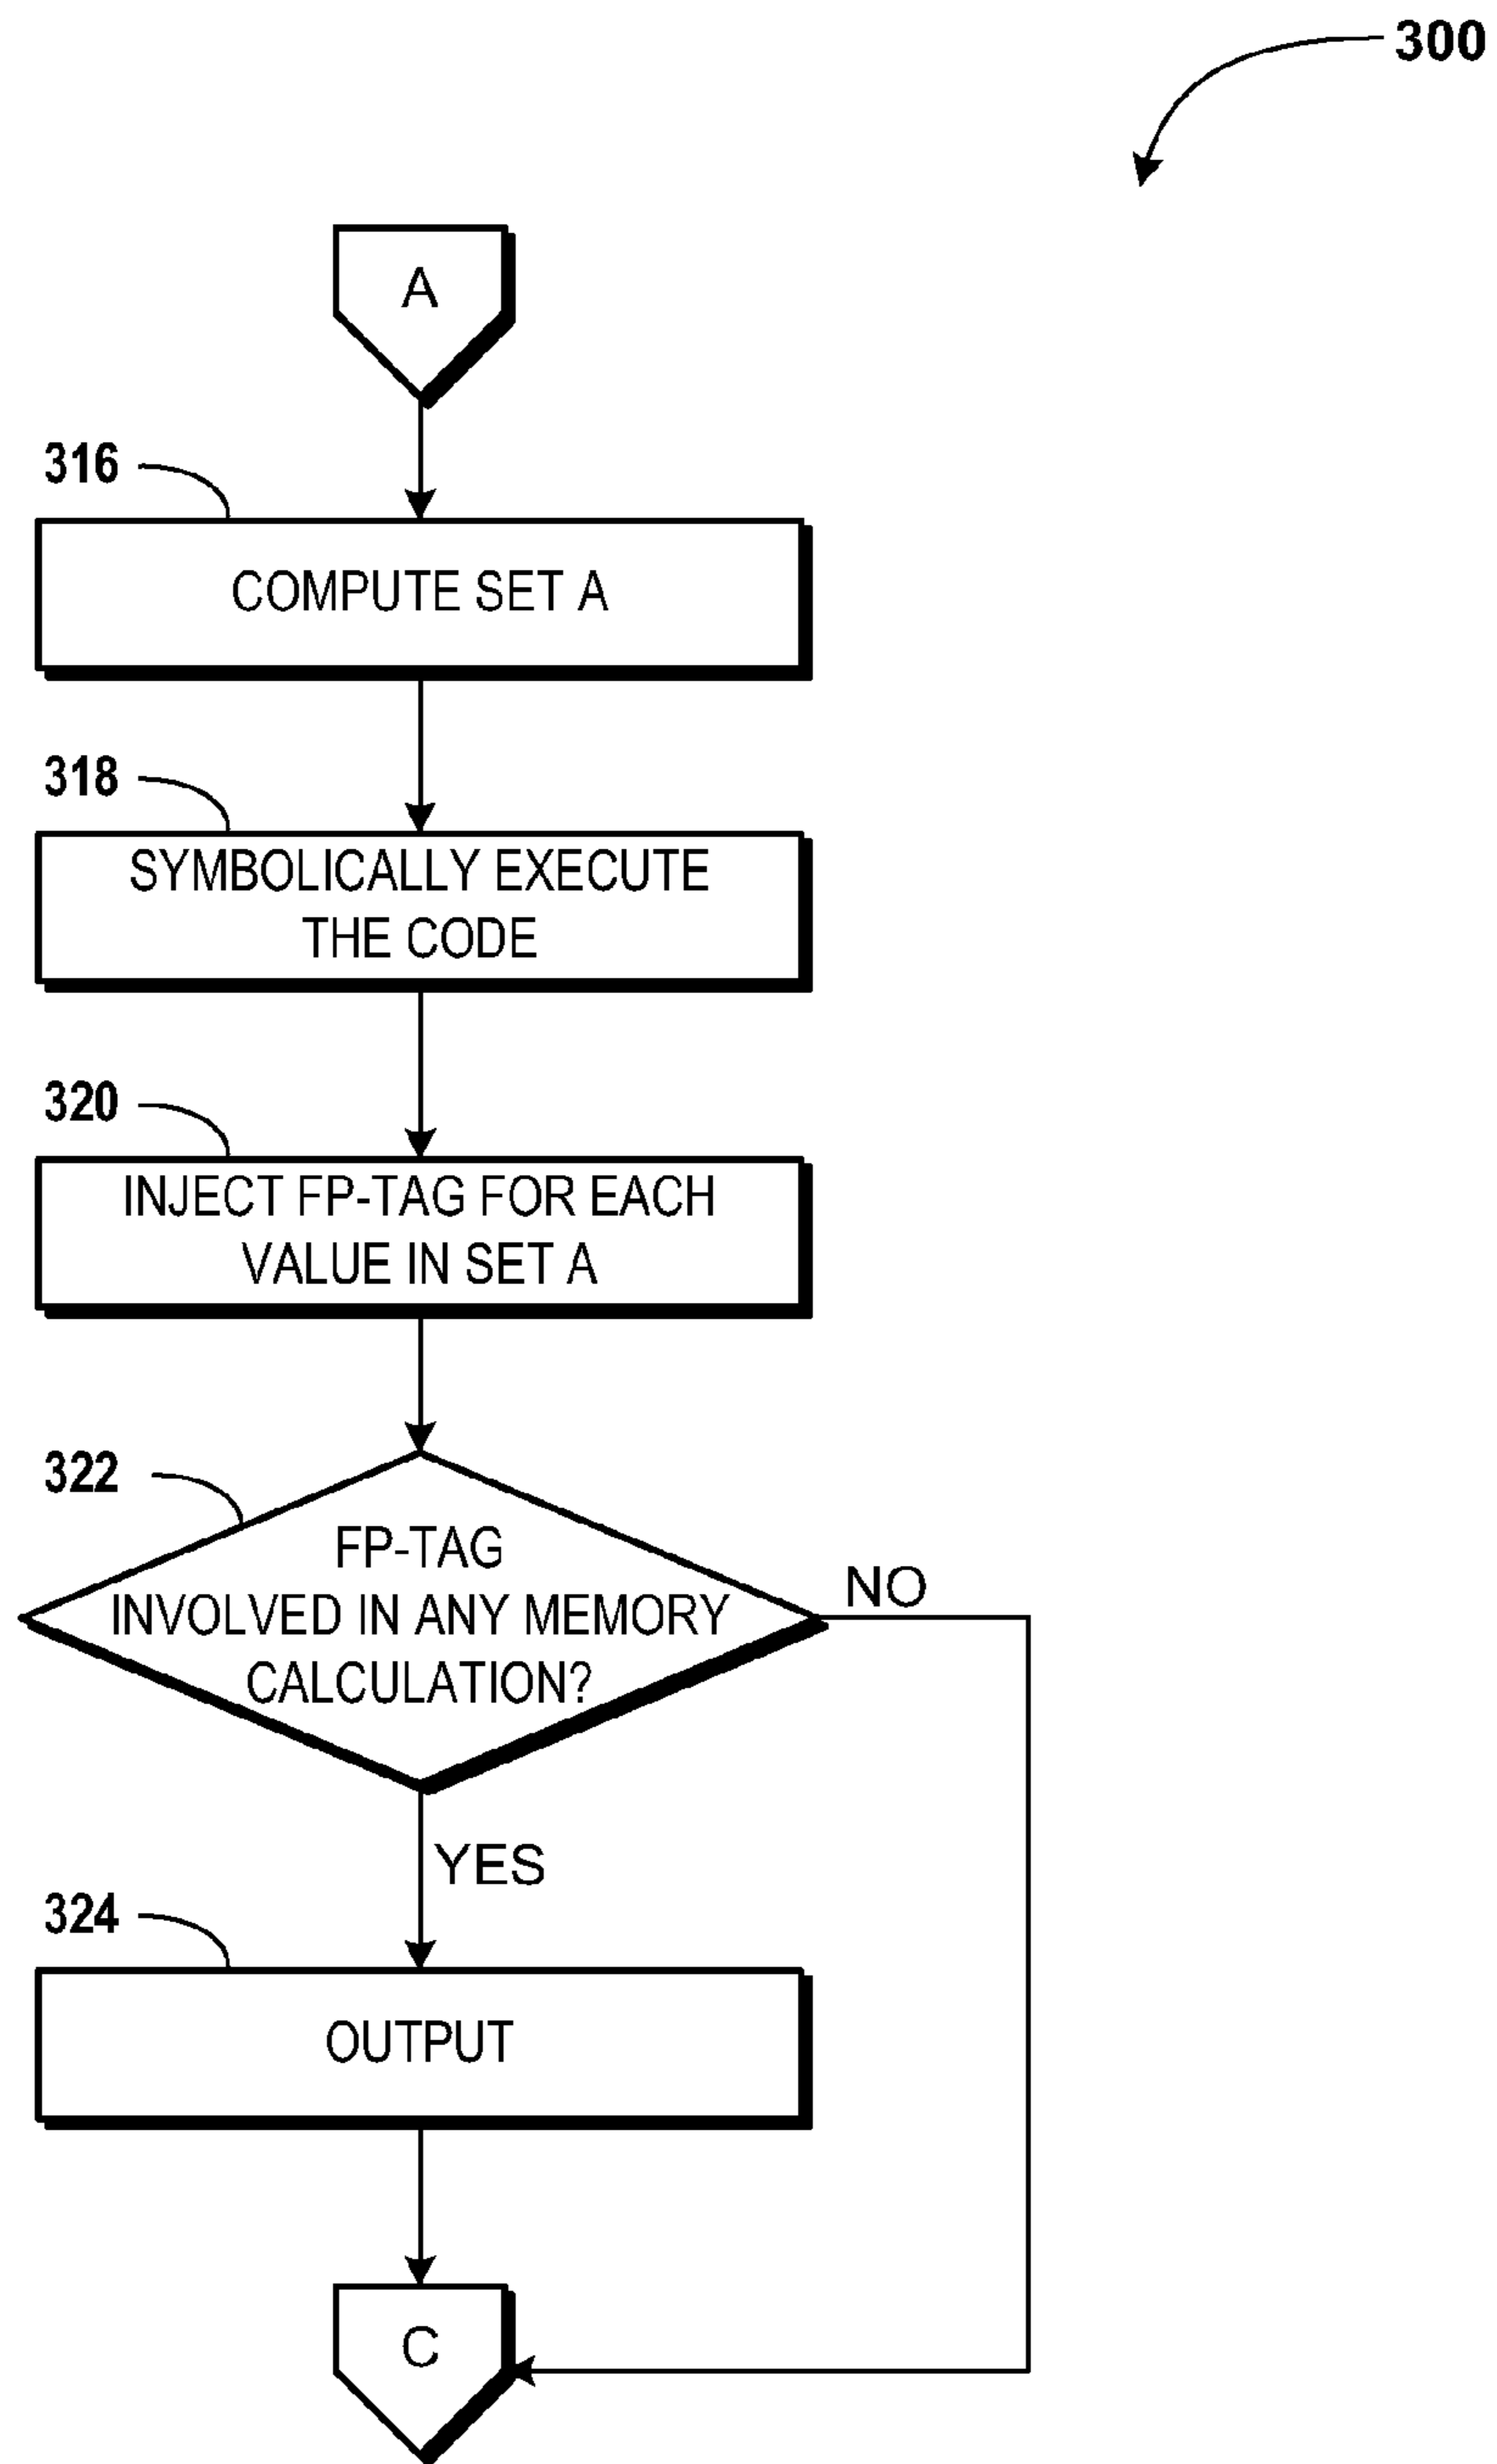 300
A
316
COMPUTE SET A
318
SYMBOLICALLY EXECUTE
THE CODE
320
INJECT FP-TAG FOR EACH
VALUE IN SET A
322
FP-TAG
INVOLVED IN ANY MEMORY
CALCULATION?
NO
YES
324
OUTPUT
C